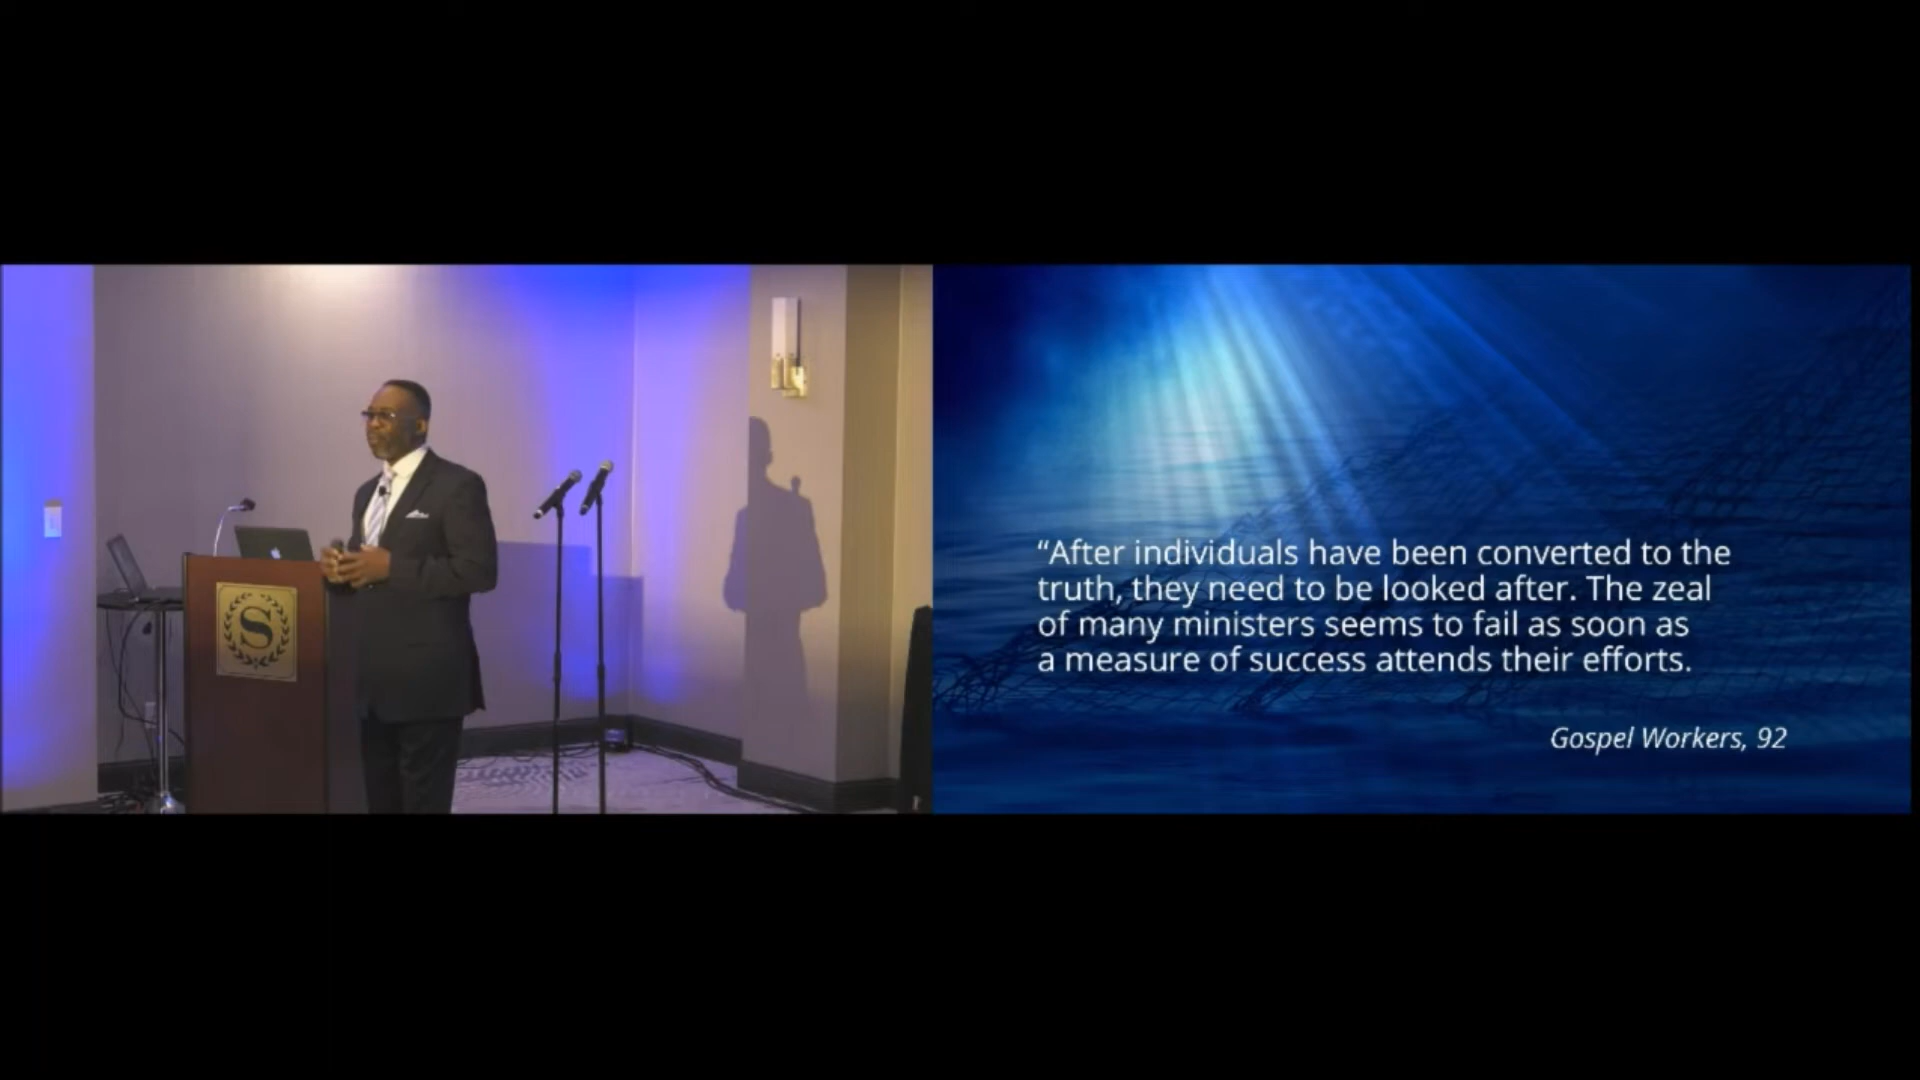 S
“After individuals have been converted to the
truth, they need to be looked after. The zeal
of many ministers seems to fail as soon as
a measure of success attends their efforts.
Gospel Workers, 92